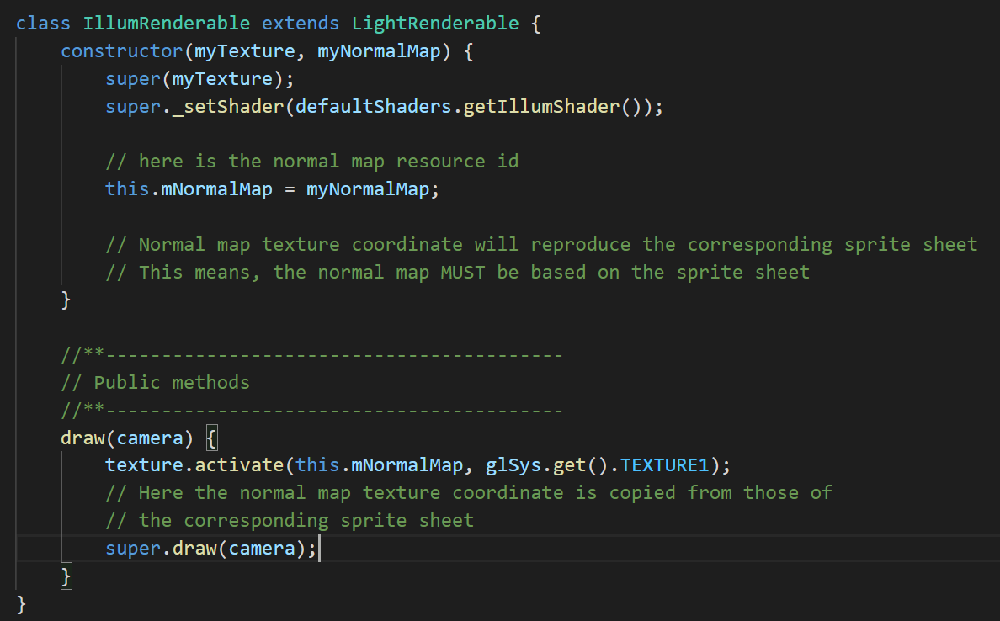 class IllumRenderable extends LightRenderable {
    constructor(myTexture, myNormalMap) {
        super(myTexture);
        super._setShader(defaultShaders.getIllumShader());

        // here is the normal map resource id
        this.mNormalMap = myNormalMap;

        // Normal map texture coordinate will reproduce the corresponding sprite sheet
        // This means, the normal map MUST be based on the sprite sheet
    }

    //**-----------------------------------------
    // Public methods
    //**-----------------------------------------
    draw(camera) {
        texture.activate(this.mNormalMap, glSys.get().TEXTURE1);
        // Here the normal map texture coordinate is copied from those of
        // the corresponding sprite sheet
        super.draw(camera);
    }
}